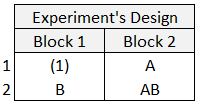 Experiment's Design
Block 1 Block 2
1 (1) A
2 B AB